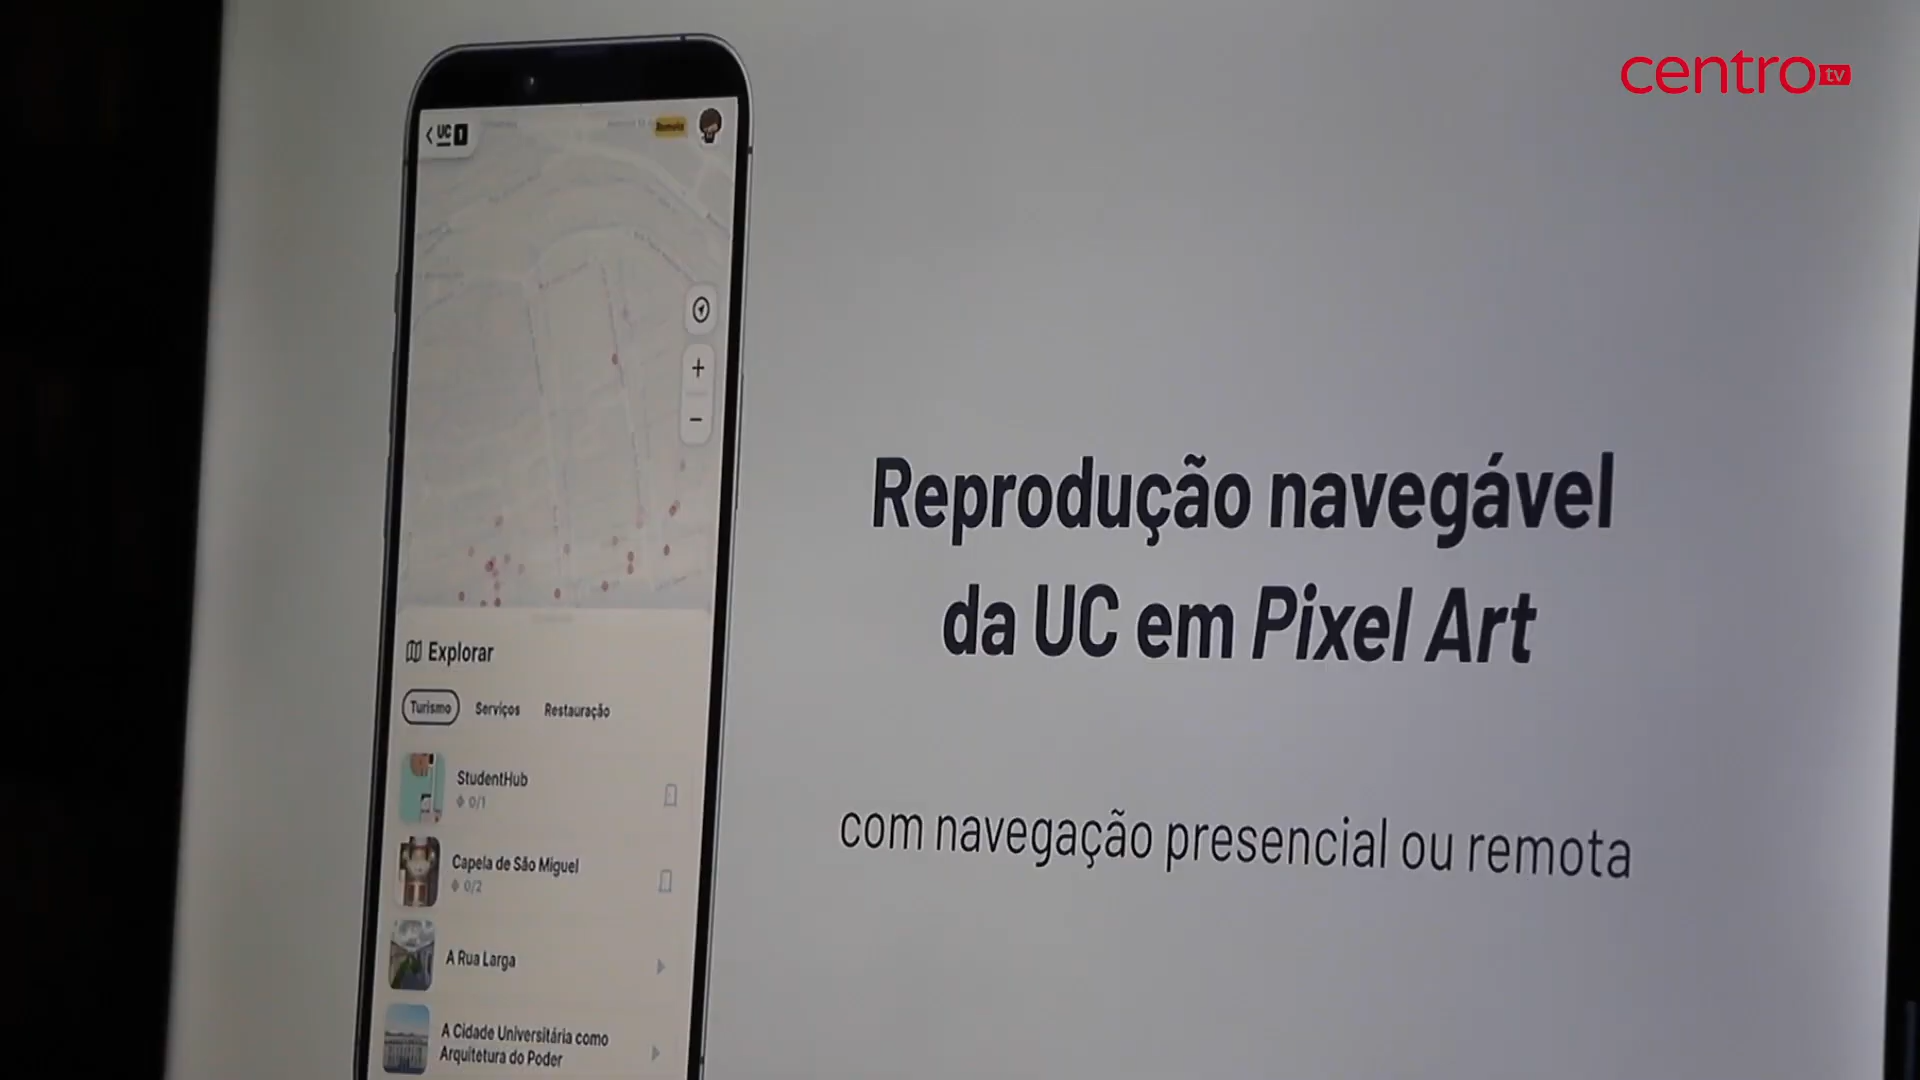 centro tv
UC
Remoto
Explorar
Turismo Serviços Restauração
StudentHub
0/1
Capela de São Miguel
0/2
A Rua Larga
A Cidade Universitária como
Arquitetura do Poder
Reprodução navegável
da UC em Pixel Art
com navegação presencial ou remota